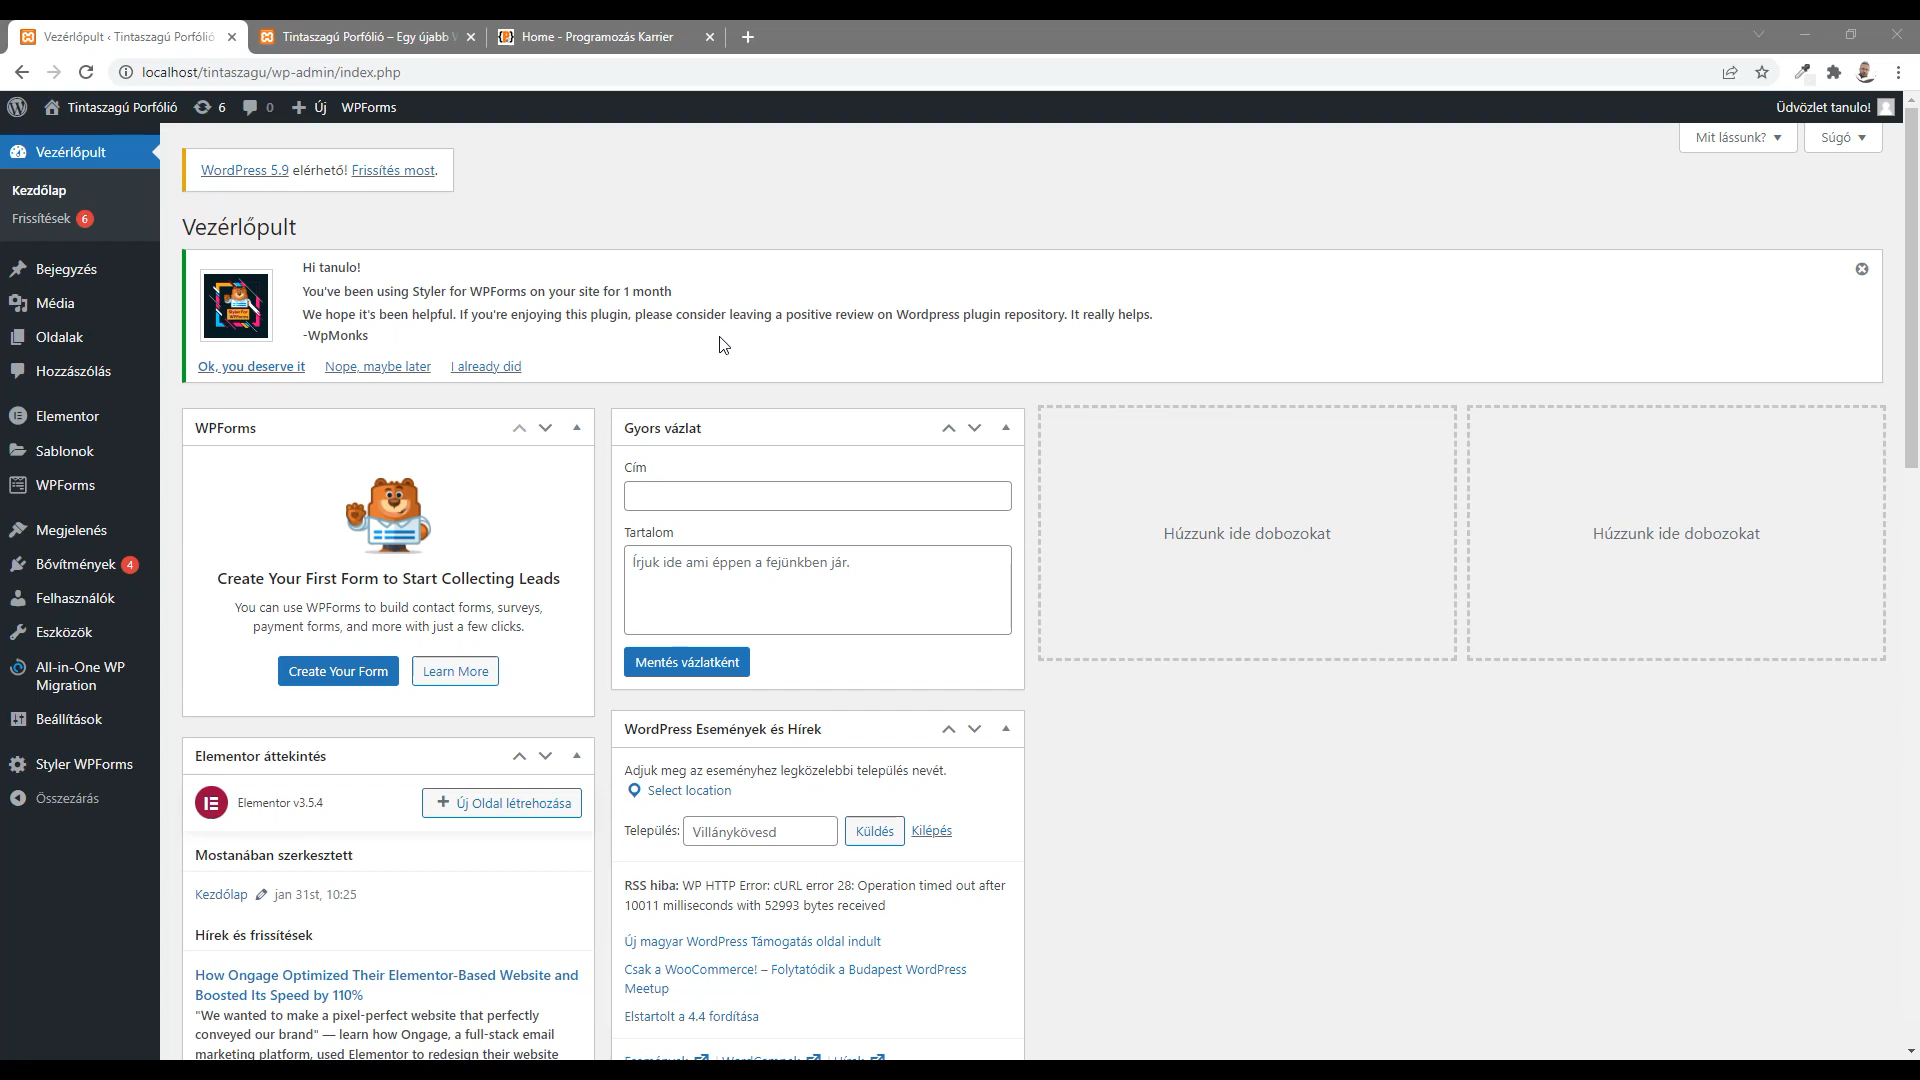 Vezérlőpult ‹ Tintaszagú Porfólió
Tintaszagú Porfólió – Egy újabb
Home - Programozás Karrier
localhost/tintaszagu/wp-admin/index.php
Tintaszagú Porfólió
6
0
Új
WPForms
Üdvözlet tanulo!
Mit lássunk?
Súgó
Vezérlőpult
Kezdőlap
Frissítések 6
Bejegyzés
Média
Oldalak
Hozzászólás
Elementor
Sablonok
WPForms
Megjelenés
Bővítmények 4
Felhasználók
Eszközök
All-in-One WP
Migration
Beállítások
Styler WPForms
Összezárás
WordPress 5.9 elérhető! Frissítés most.
Vezérlőpult
Hi tanulo!
You've been using Styler for WPForms on your site for 1 month
We hope it's been helpful. If you're enjoying this plugin, please consider leaving a positive review on Wordpress plugin repository. It really helps.
-WpMonks
Ok, you deserve it Nope, maybe later I already did
WPForms
Create Your First Form to Start Collecting Leads
You can use WPForms to build contact forms, surveys,
payment forms, and more with just a few clicks.
Create Your Form
Learn More
Elementor áttekintés
Elementor v3.5.4
Új Oldal létrehozása
Mostanában szerkesztett
Kezdőlap jan 31st, 10:25
Hírek és frissítések
How Ongage Optimized Their Elementor-Based Website and
Boosted Its Speed by 110%
"We wanted to make a pixel-perfect website that perfectly
conveyed our brand" — learn how Ongage, a full-stack email
marketing platform, used Elementor to redesign their website
Gyors vázlat
Cím
Tartalom
Írjuk ide ami éppen a fejünkben jár.
Mentés vázlatként
WordPress Események és Hírek
Adjuk meg az eseményhez legközelebbi település nevét.
Select location
Település: Villánykövesd Küldés Kilépés
RSS hiba: WP HTTP Error: cURL error 28: Operation timed out after
10011 milliseconds with 52993 bytes received
Új magyar WordPress Támogatás oldal indult
Csak a WooCommerce! – Folytatódik a Budapest WordPress
Meetup
Elstartolt a 4.4 fordítása
Húzzunk ide dobozokat
Húzzunk ide dobozokat